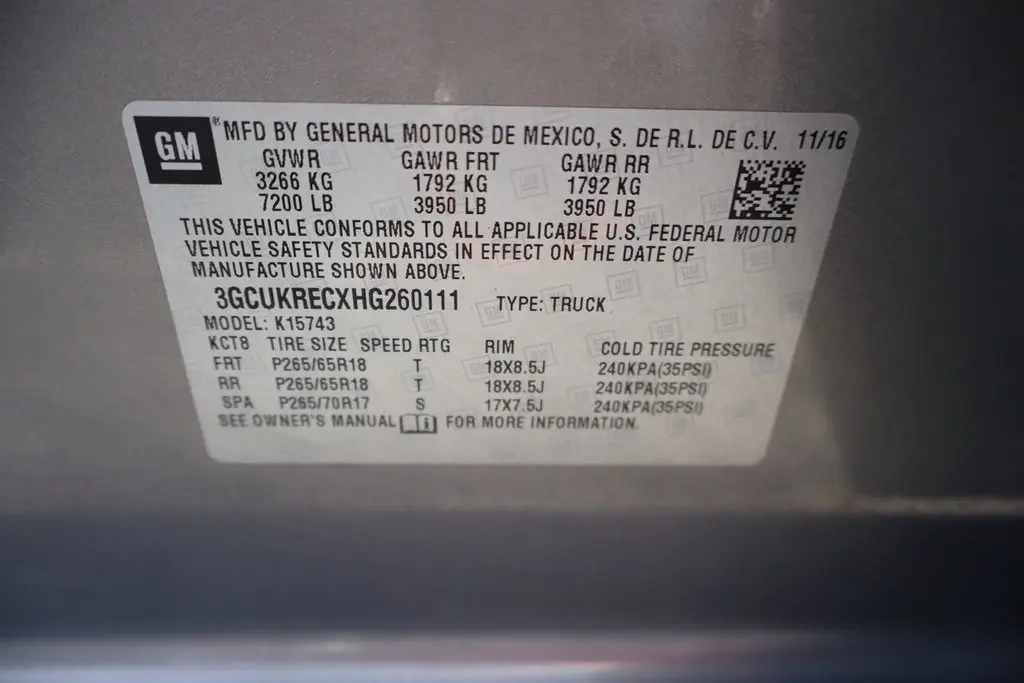 GM ® MFD BY GENERAL MOTORS DE MEXICO, S. DE R.L. DE C.V. 11/16
GVWR GAWR FRT GAWR RR
3266 KG 1792 KG 1792 KG
7200 LB 3950 LB 3950 LB
THIS VEHICLE CONFORMS TO ALL APPLICABLE U.S. FEDERAL MOTOR
VEHICLE SAFETY STANDARDS IN EFFECT ON THE DATE OF
MANUFACTURE SHOWN ABOVE.
3GCUKRECXHG260111 TYPE: TRUCK
MODEL: K15743
KCT8 TIRE SIZE SPEED RTG RIM COLD TIRE PRESSURE
FRT P265/65R18 T 18X8.5J 240KPA(35PSI)
RR P265/65R18 T 18X8.5J 240KPA(35PSI)
SPA P265/70R17 S 17X7.5J 240KPA(35PSI)
SEE OWNER'S MANUAL i FOR MORE INFORMATION.